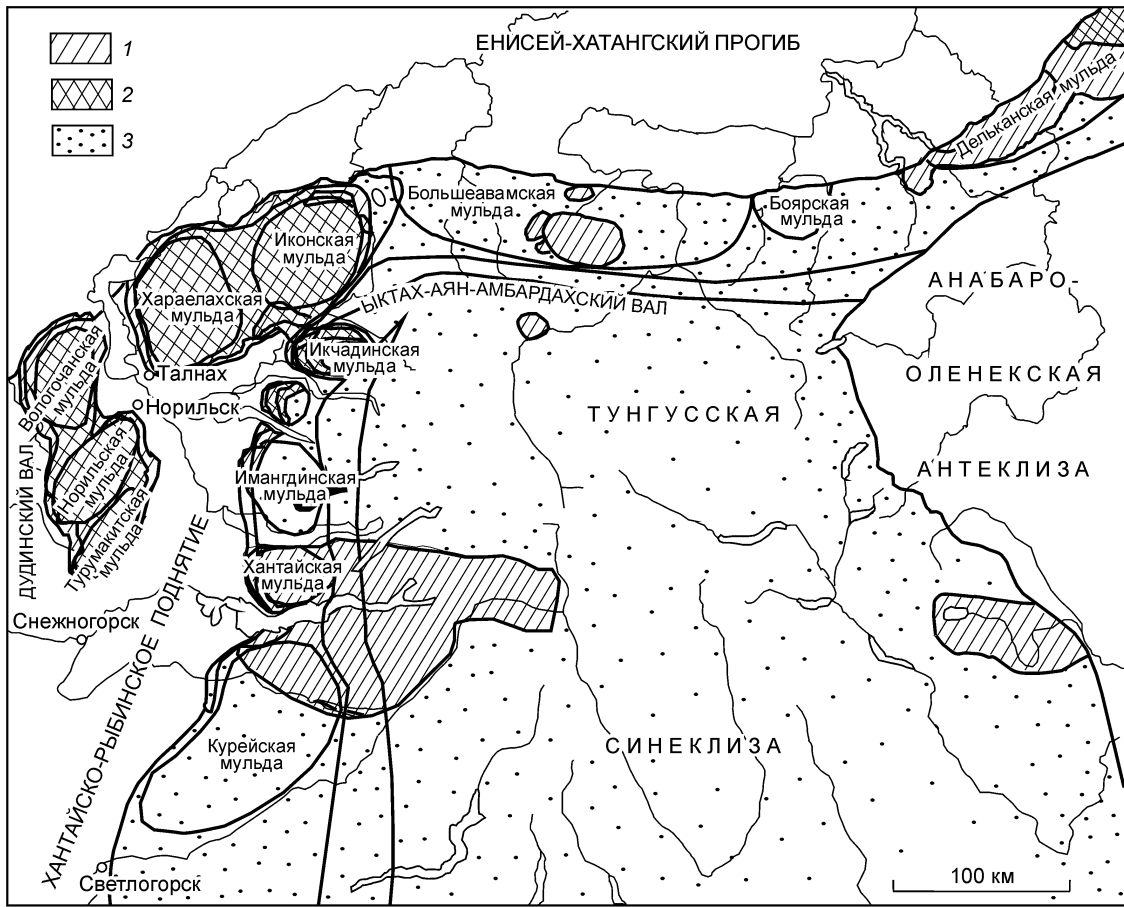 ЕНИСЕЙ-ХАТАНГСКИЙ ПРОГИБ
1
2
3
Дельканская мульда
Большеавамская
мульда
Боярская
мульда
Иконская
мульда
Хараелахская
мульда
ЫКТАХ-АЯН-АМБАРДАХСКИЙ ВАЛ
АНАБАРО-
ОЛЕНЕКСКАЯ
АНТЕКЛИЗА
Икчадинская
мульда
Вологочанская
мульда
Талнах
Норильск
ТУНГУССКАЯ
СИНЕКЛИЗА
Норильская
мульда
Имангдинская
мульда
Турумакитская
мульда
ДУДИНСКИЙ ВАЛ
Хантайская
мульда
Снежногорск
ХАНТАЙСКО-РЫБИНСКОЕ ПОДНЯТИЕ
Курейская
мульда
Светлогорск
100 км